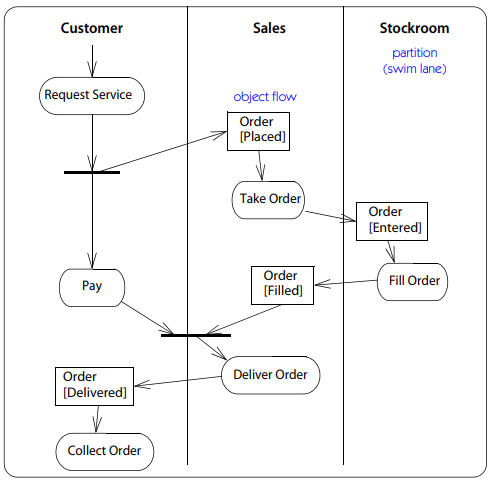 Customer
Sales
Stockroom
partition
(swim lane)
Request Service
object flow
Order
[Placed]
Take Order
Order
[Entered]
Pay
Order
[Filled]
Fill Order
Order
[Delivered]
Deliver Order
Collect Order